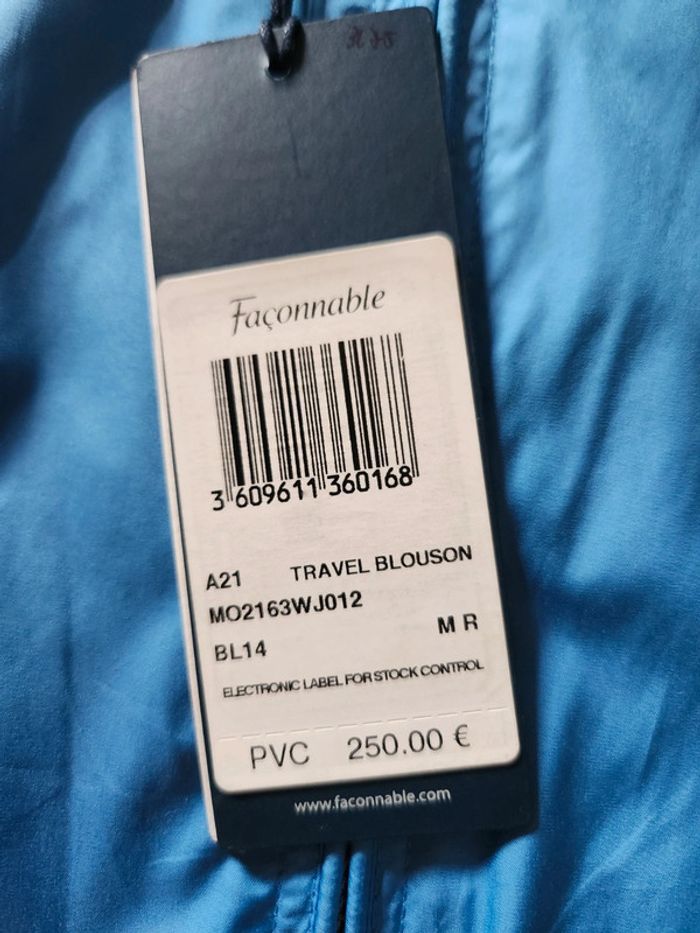 Façonnable
3 609611 360168
A21 TRAVEL BLOUSON
MO2163WJ012
BL14 M R
ELECTRONIC LABEL FOR STOCK CONTROL
PVC 250.00 €
www.faconnable.com